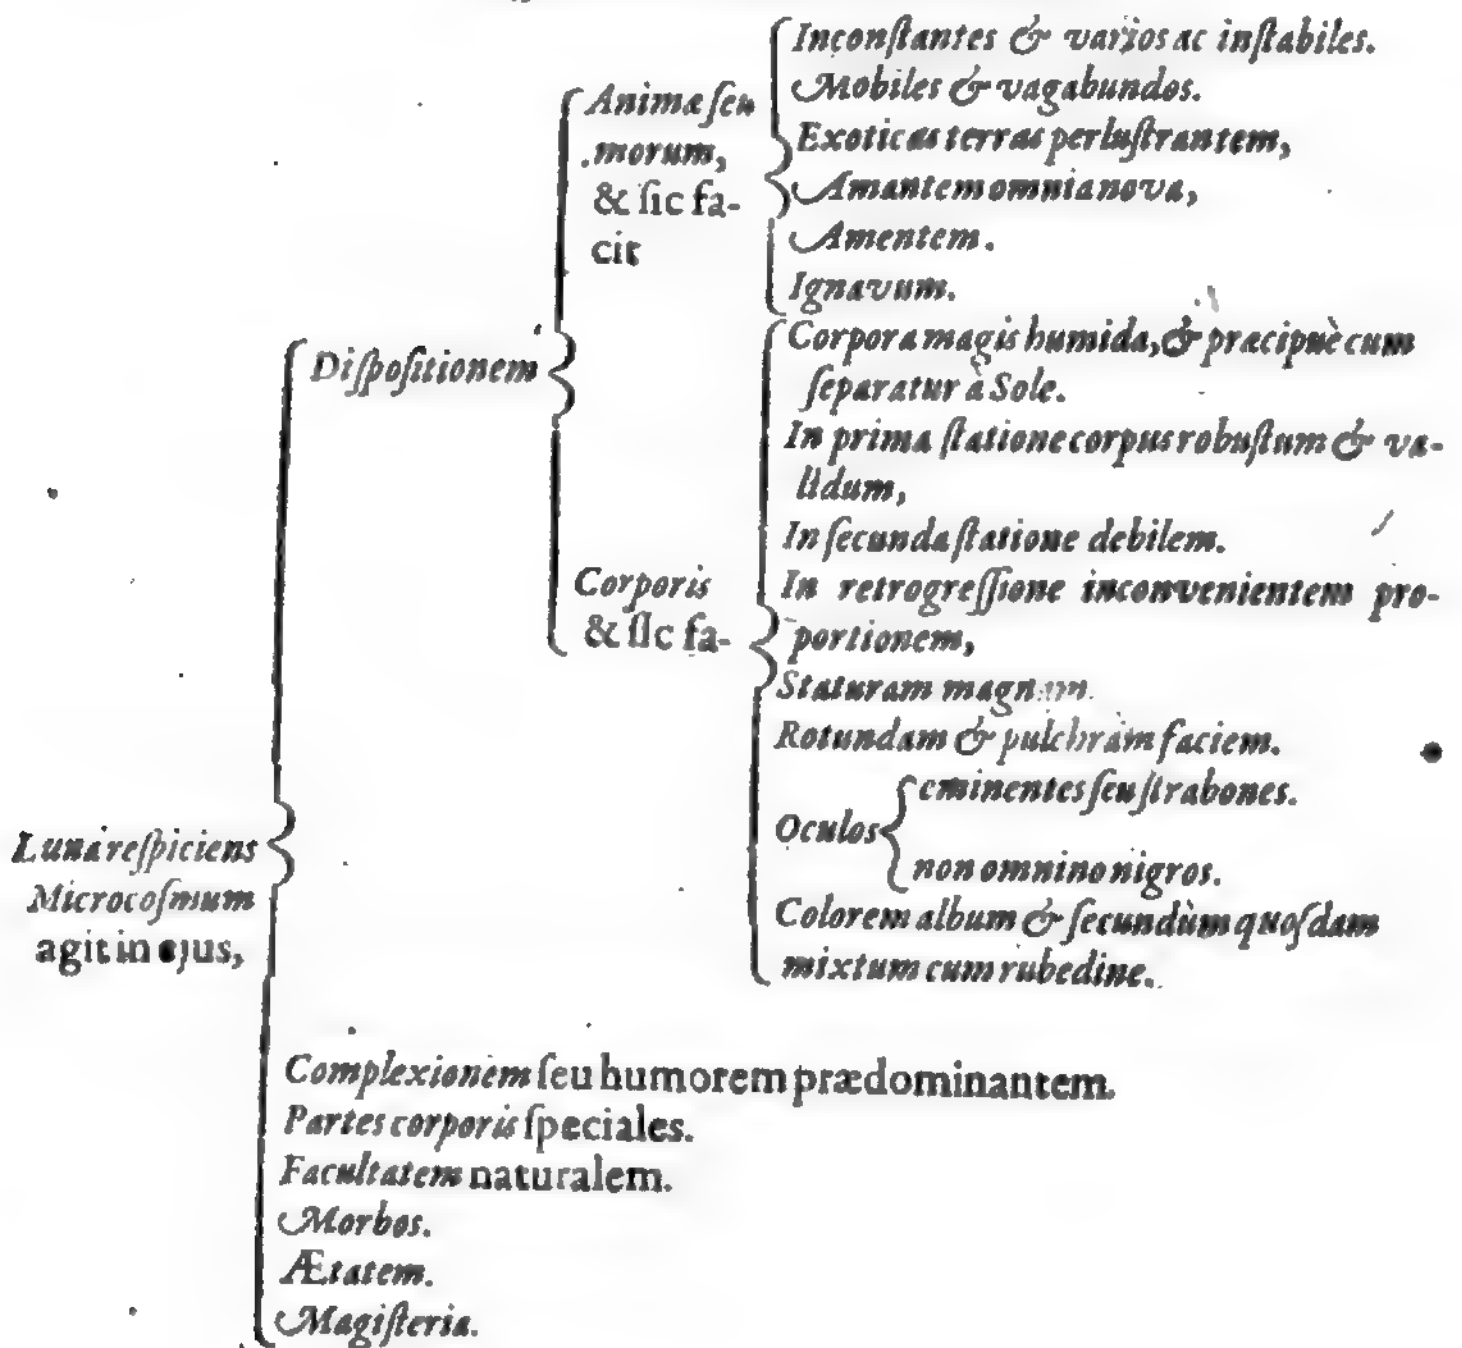 Luna respiciens
Microcosmum
agit in ejus,
Dispositionem
Animæ seu
morum,
& sic fa-
cit
Inconstantes & varios ac instabiles.
Mobiles & vagabundos.
Exoticas terras perlustrantem,
Amantem omnia nova,
Amentem.
Ignavum.
Corporis
& sic fa-
Corpora magis humida, & præcipuè cum
separatur à Sole.
In prima statione corpus robustum & va-
lidum,
In secunda statione debilem.
In retrogressione inconvenientem pro-
portionem,
Staturam magnam.
Rotundam & pulchram faciem.
Oculos
eminentes seu strabones.
non omnino nigros.
Colorem album & secundùm quosdam
mixtum cum rubedine.
Complexionem seu humorem prædominantem.
Partes corporis speciales.
Facultatem naturalem.
Morbos.
Ætatem.
Magisteria.